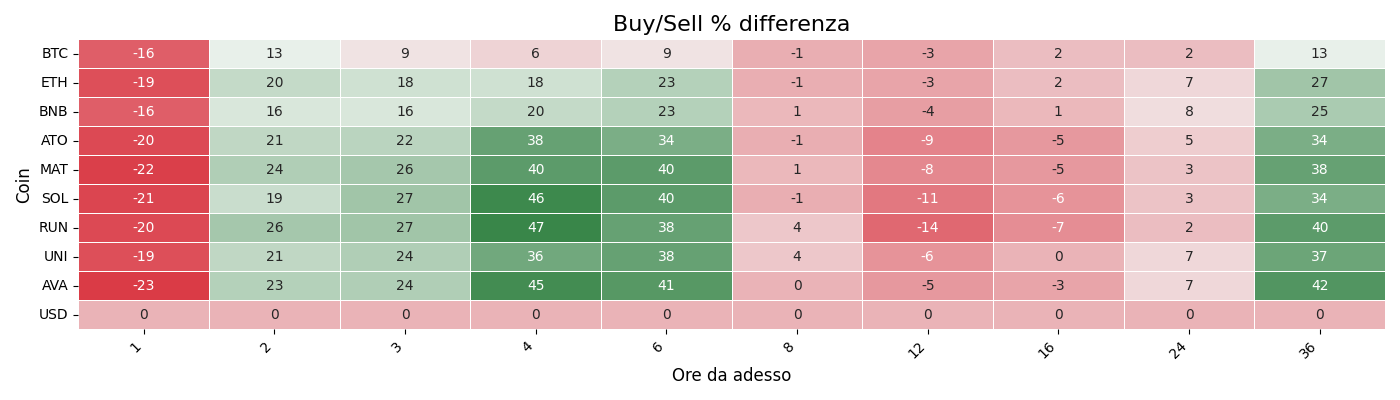 Buy/Sell % differenza
BTC -16 13 9 6 9 -1 -3 2 2 13
ETH -19 20 18 18 23 -1 -3 2 7 27
BNB -16 16 16 20 23 1 -4 1 8 25
ATO -20 21 22 38 34 -1 -9 -5 5 34
MAT -22 24 26 40 40 1 -8 -5 3 38
SOL -21 19 27 46 40 -1 -11 -6 3 34
RUN -20 26 27 47 38 4 -14 -7 2 40
UNI -19 21 24 36 38 4 -6 0 7 37
AVA -23 23 24 45 41 0 -5 -3 7 42
USD 0 0 0 0 0 0 0 0 0 0
Coin
1 2 3 4 6 8 12 16 24 36
Ore da adesso